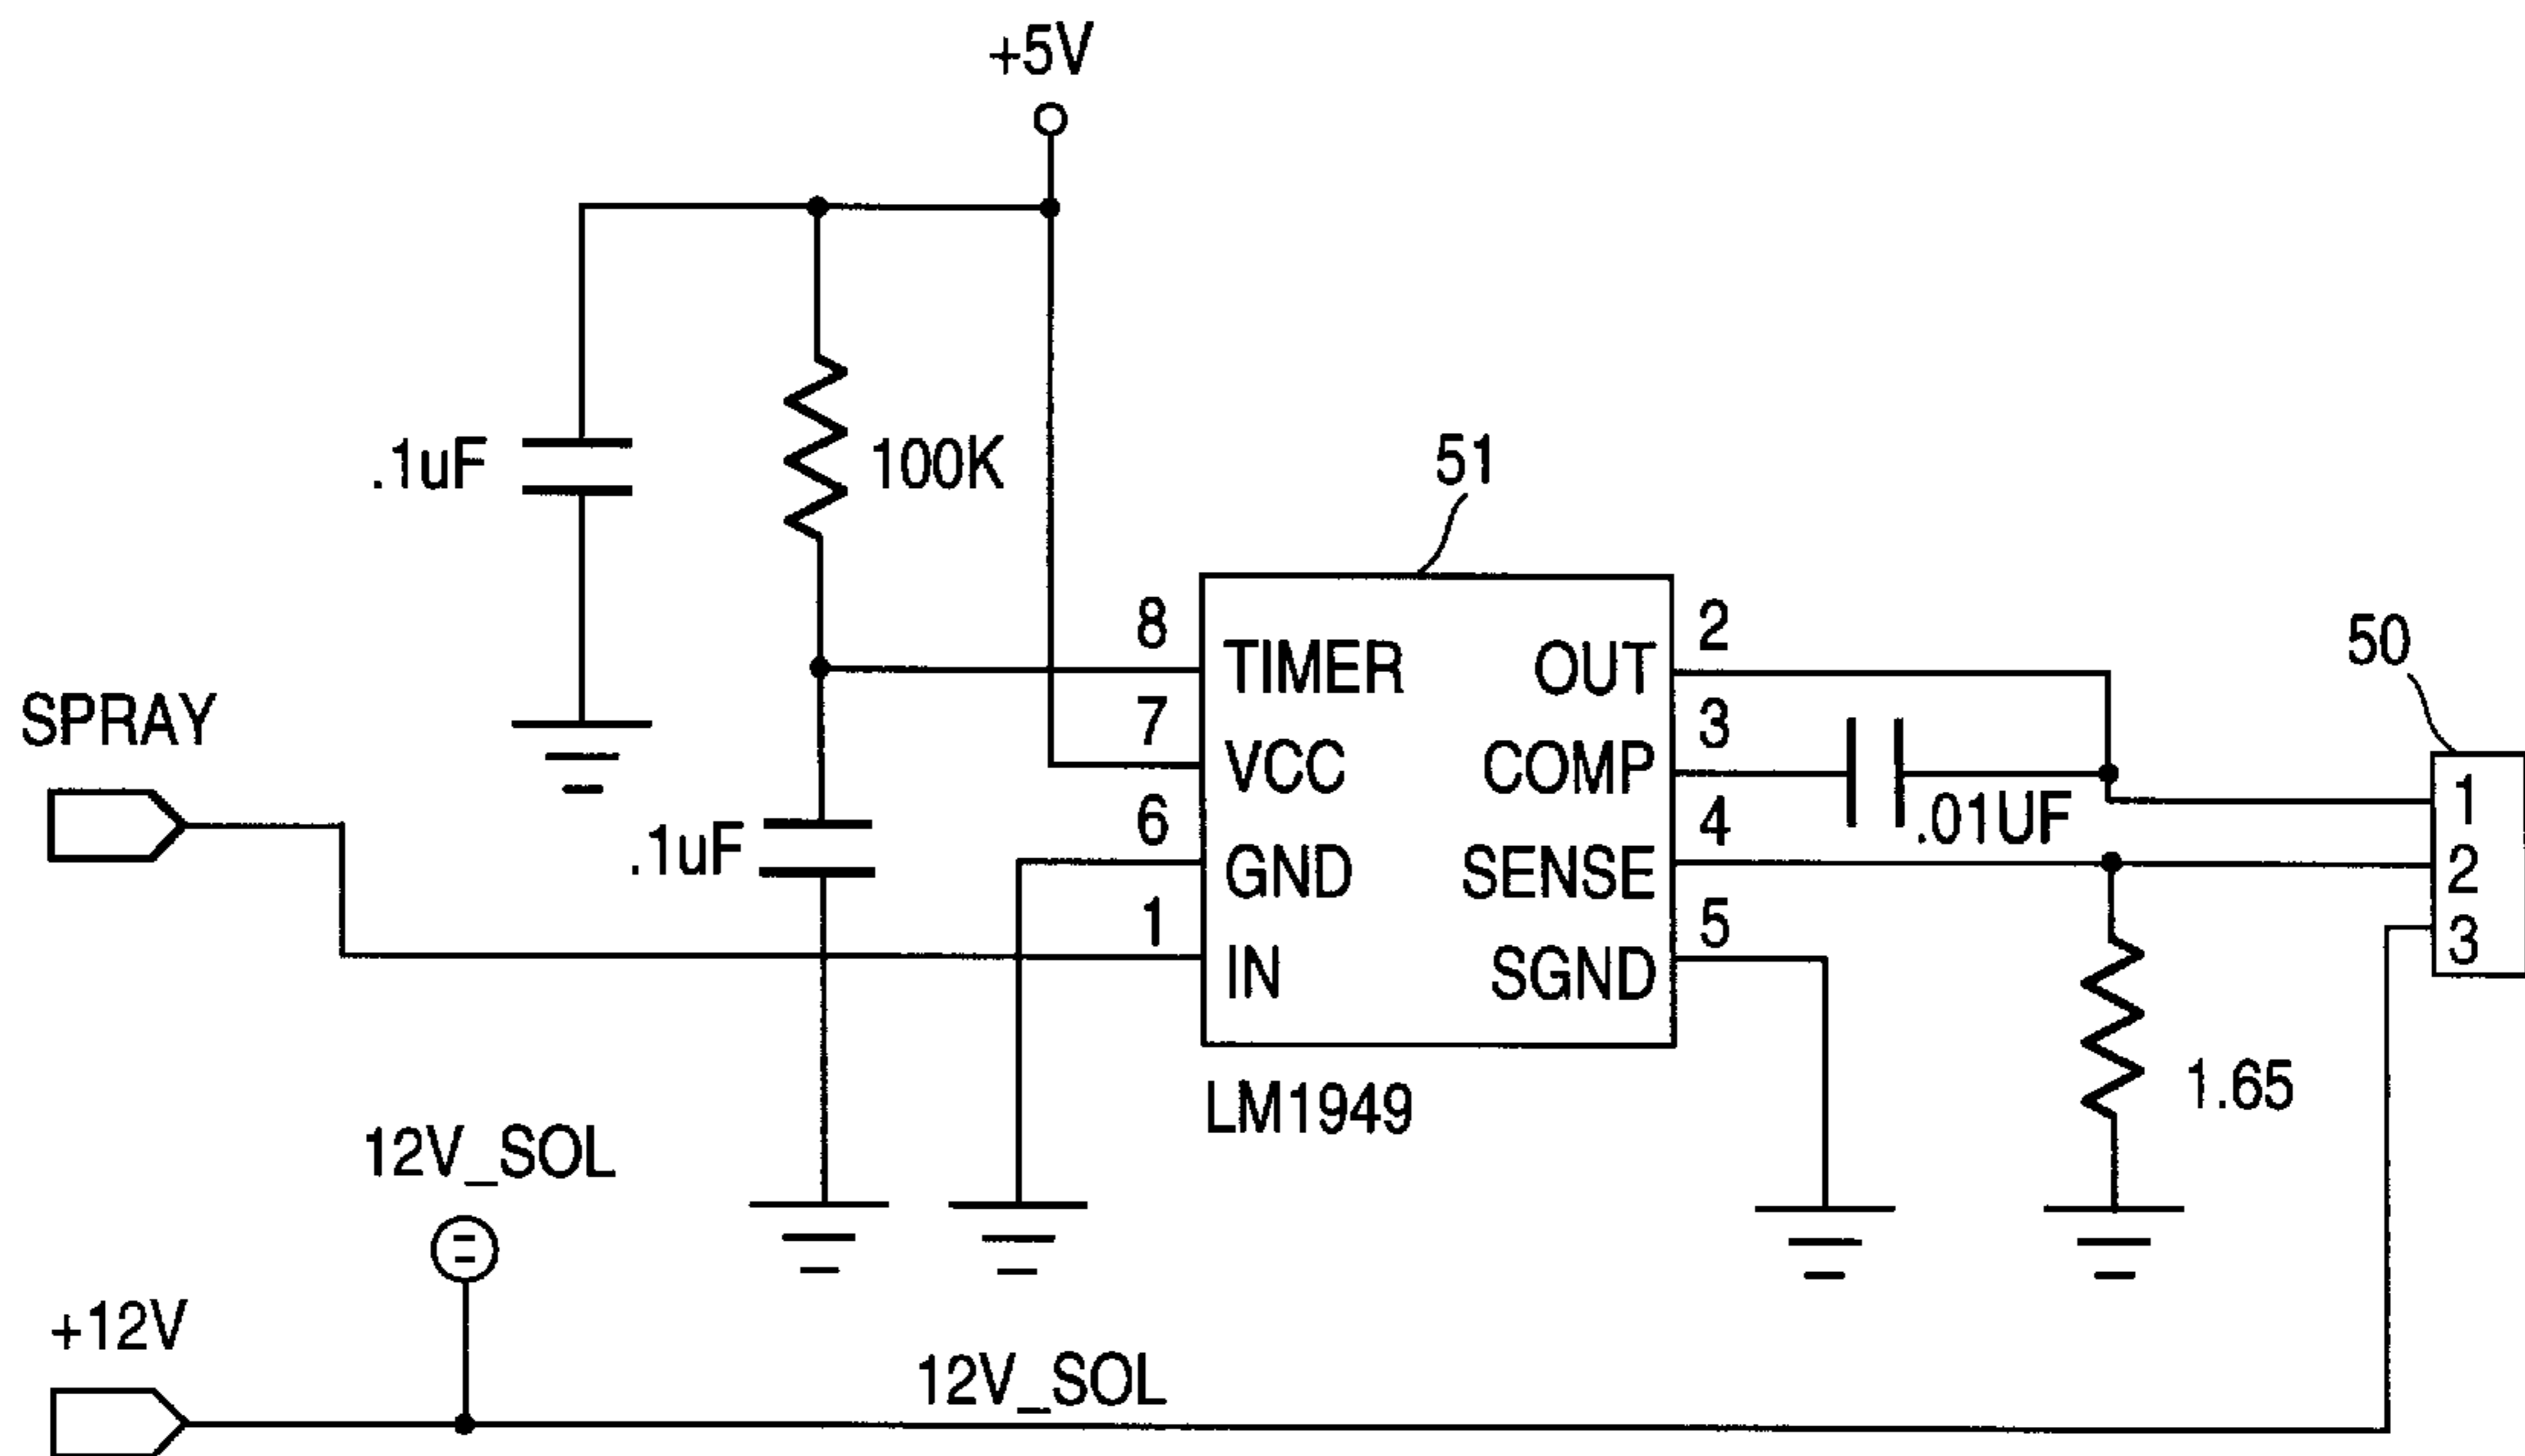 +5V
.1uF
100K
51
8
TIMER
OUT
2
50
SPRAY
7
VCC
COMP
3
.1uF
6
GND
SENSE
4
.01UF
1
2
3
1
IN
SGND
5
1.65
LM1949
12V_SOL
+12V
12V_SOL